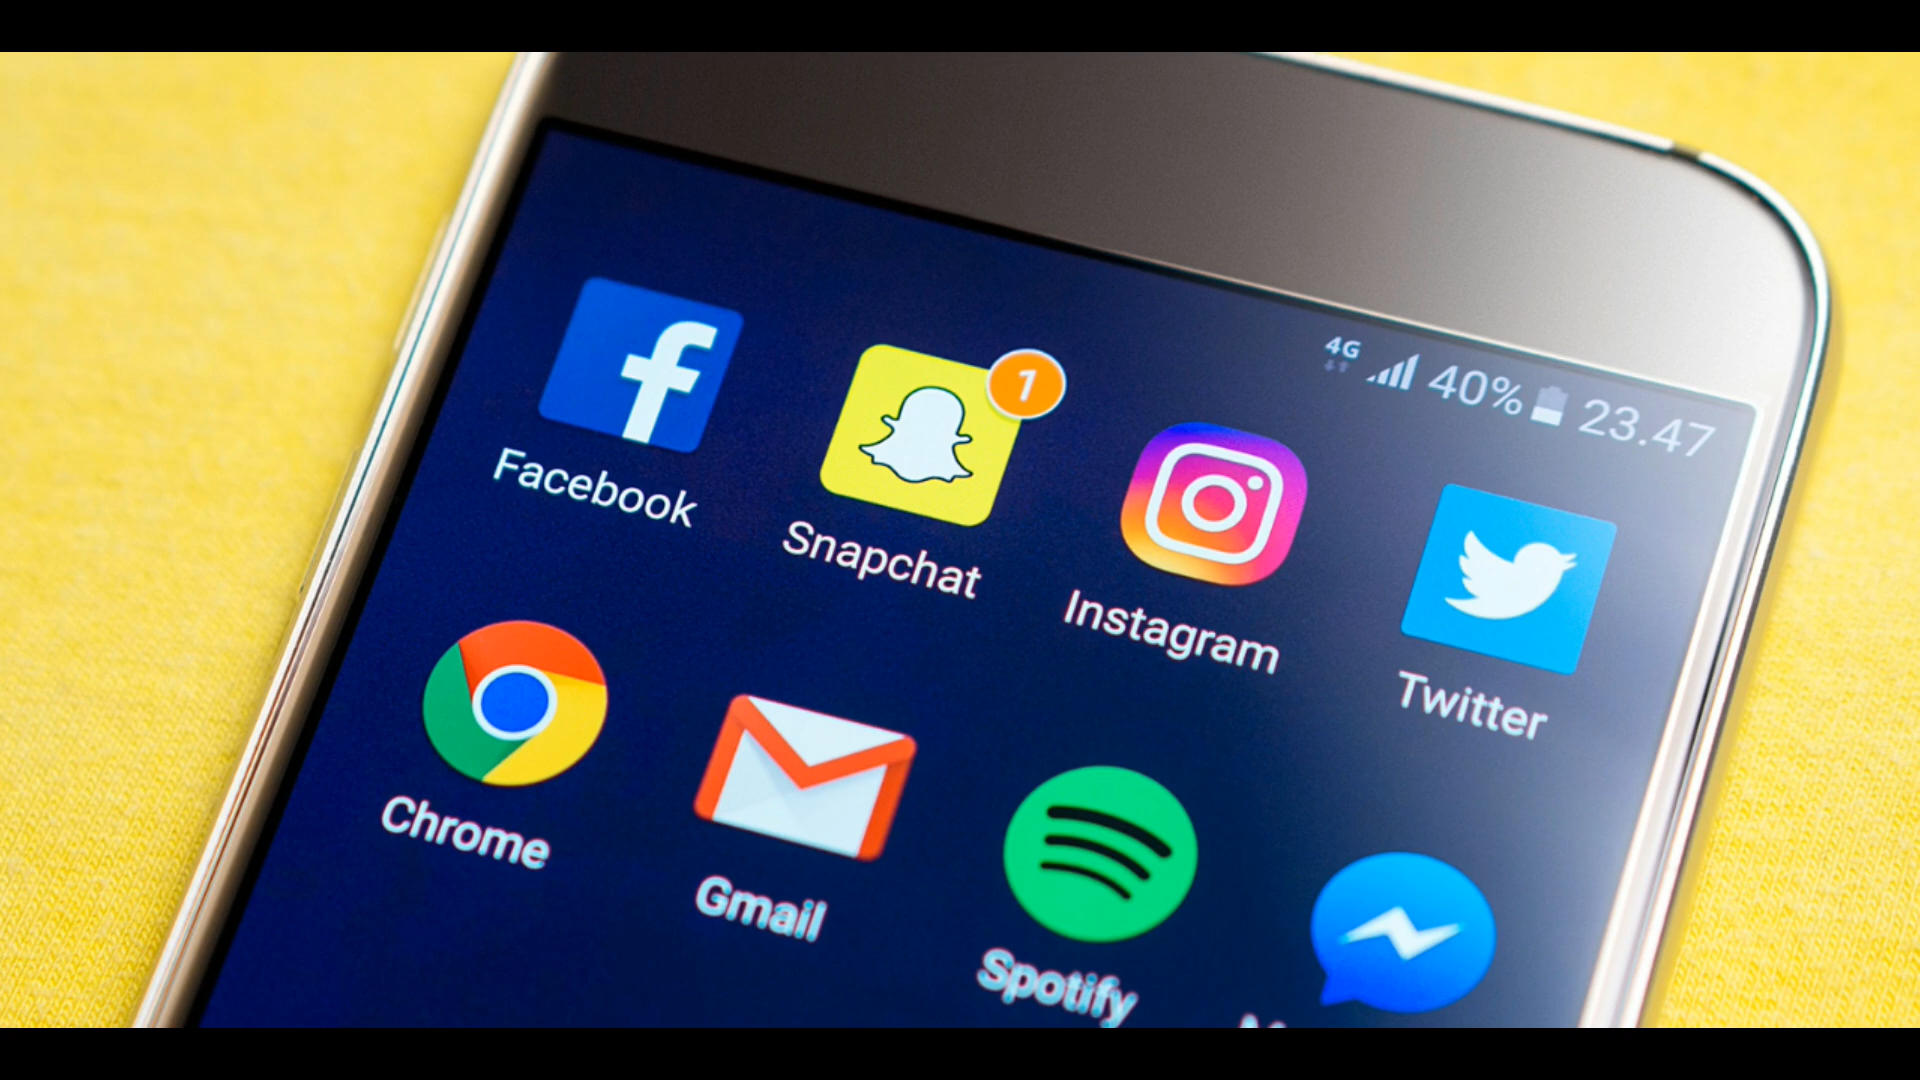 4G 40% 23.47
Facebook
Snapchat
1
Instagram
Twitter
Chrome
Gmail
Spotify